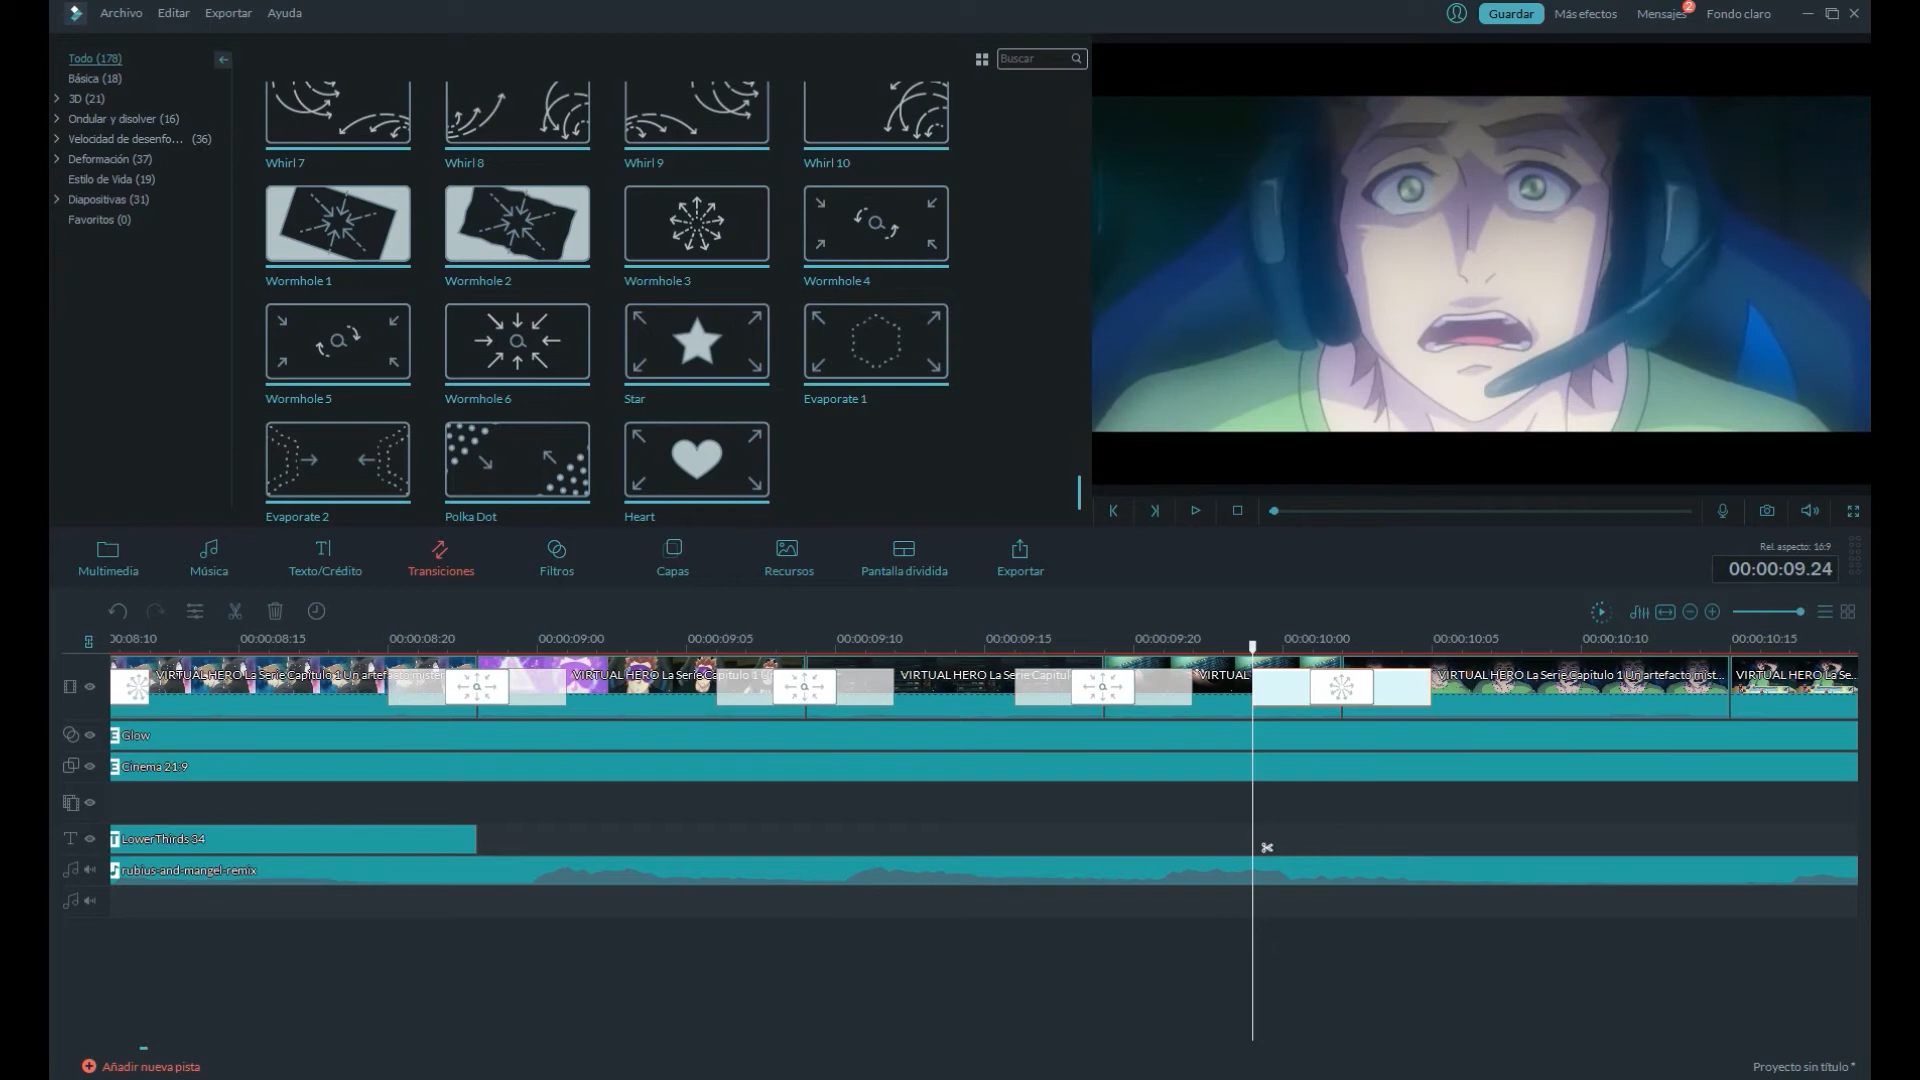 Archivo Editar Exportar Ayuda
Guardar Más efectos Mensajes 2 Fondo claro
Todo (178)
Básica (18)
3D (21)
Ondular y disolver (16)
Velocidad de desenfo... (36)
Deformación (37)
Estilo de Vida (19)
Diapositivas (31)
Favoritos (0)
Buscar
Whirl 7 Whirl 8 Whirl 9 Whirl 10
Wormhole 1 Wormhole 2 Wormhole 3 Wormhole 4
Wormhole 5 Wormhole 6 Star Evaporate 1
Evaporate 2 Polka Dot Heart
Multimedia Música Texto/Crédito Transiciones Filtros Capas Recursos Pantalla dividida Exportar
Rel. aspecto: 16:9
00:00:09.24
00:00:08:15 00:00:08:20 00:00:09:00 00:00:09:05 00:00:09:10 00:00:09:15 00:00:09:20 00:00:10:00 00:00:10:05 00:00:10:10 00:00:10:15
VIRTUAL HERO La Serie Capitulo 1 Un artefacto mister VIRTUAL HERO La Serie Capitulo 1 VIRTUAL HERO La Serie Capitul VIRTUAL VIRTUAL HERO La Serie Capitulo 1 Un artefacto mist... VIRTUAL HERO La Se...
Glow
Cinema 21:9
LowerThirds 34
rubius-and-mangel-remix
Añadir nueva pista
Proyecto sin título *